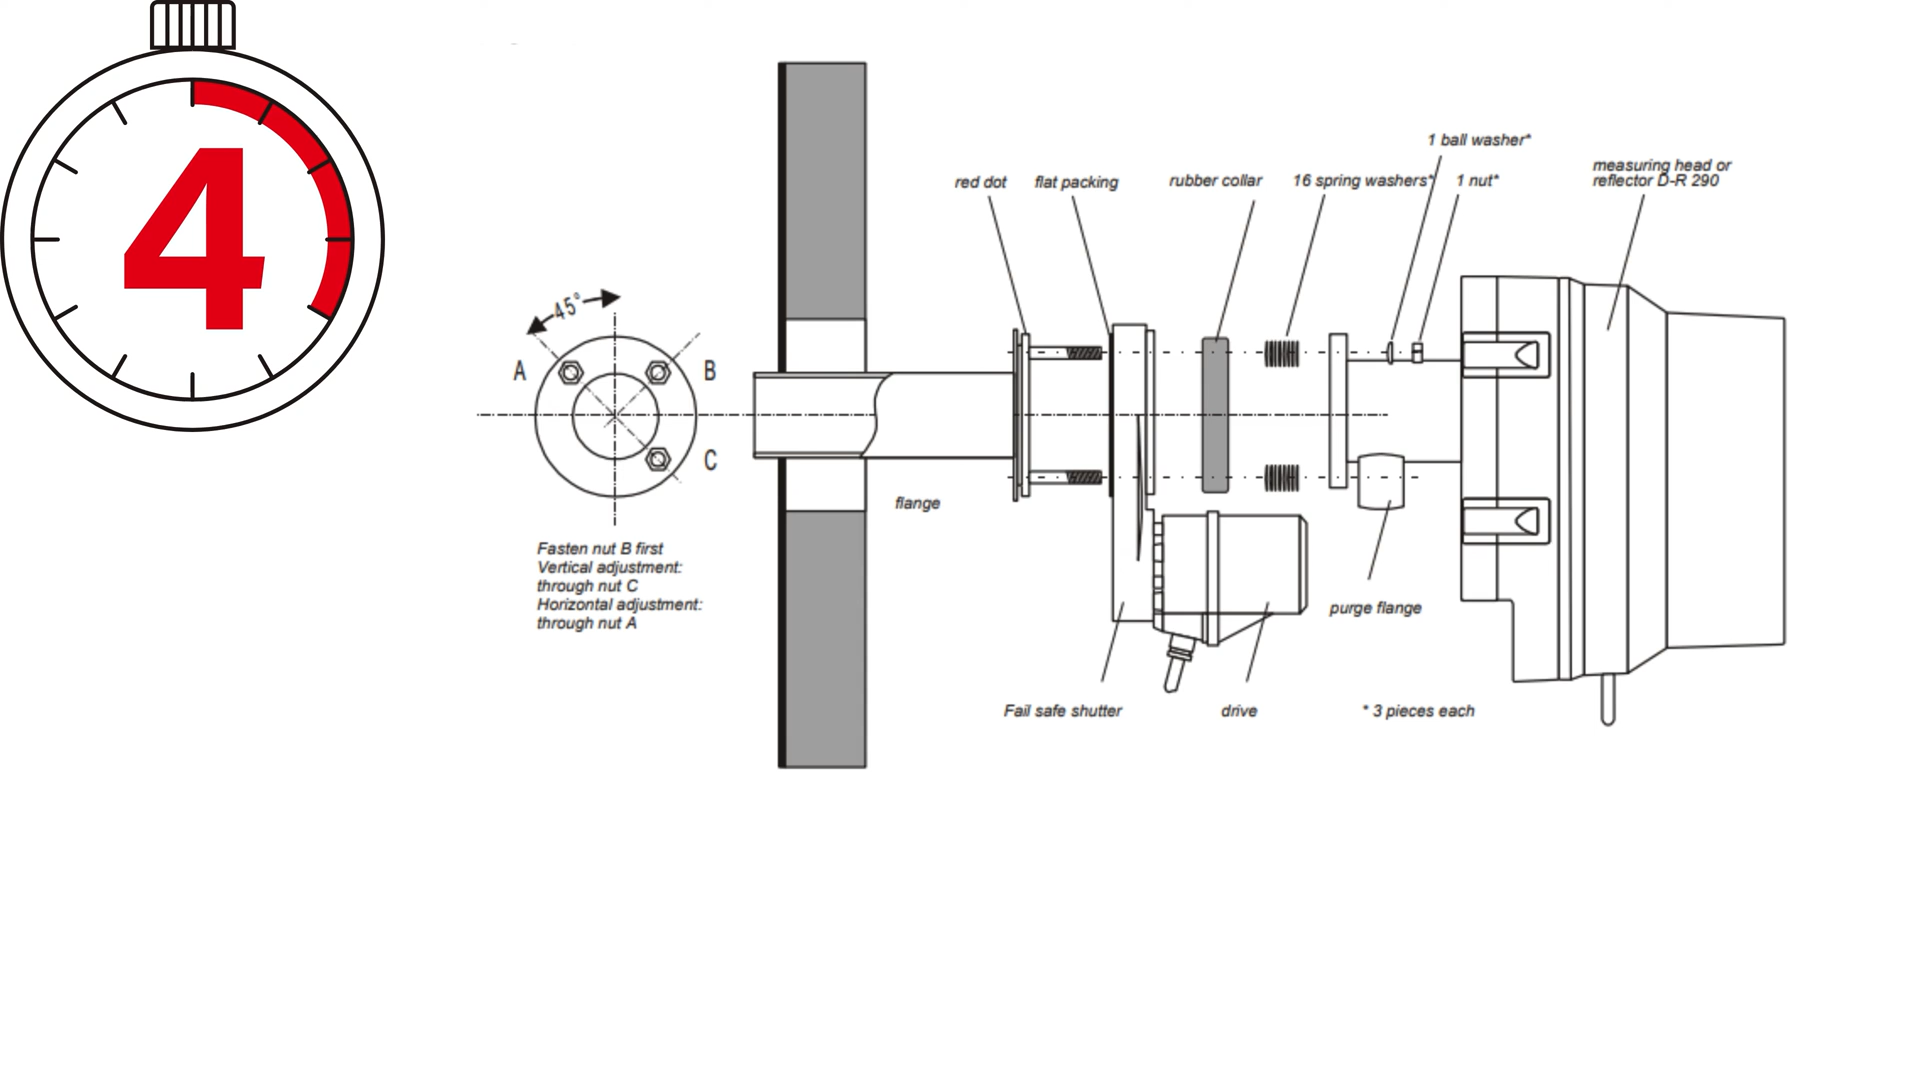 4
1 ball washer*
measuring head or
reflector D-R 290
red dot
flat packing
rubber collar
16 spring washers*
1 nut*
45°
A
B
C
flange
Fasten nut B first
Vertical adjustment:
through nut C
Horizontal adjustment:
through nut A
purge flange
Fail safe shutter
drive
* 3 pieces each